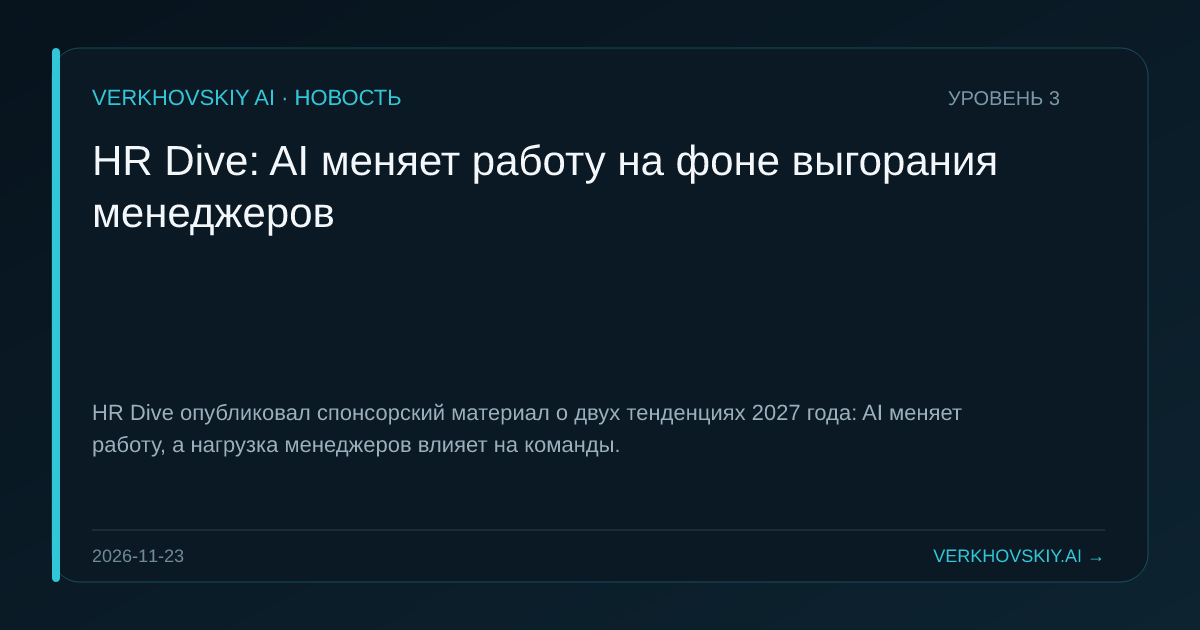 VERKHOVSKIY AI · НОВОСТЬ
УРОВЕНЬ 3
HR Dive: AI меняет работу на фоне выгорания
менеджеров
HR Dive опубликовал спонсорский материал о двух тенденциях 2027 года: AI меняет
работу, а нагрузка менеджеров влияет на команды.
2026-11-23
VERKHOVSKIY.AI →